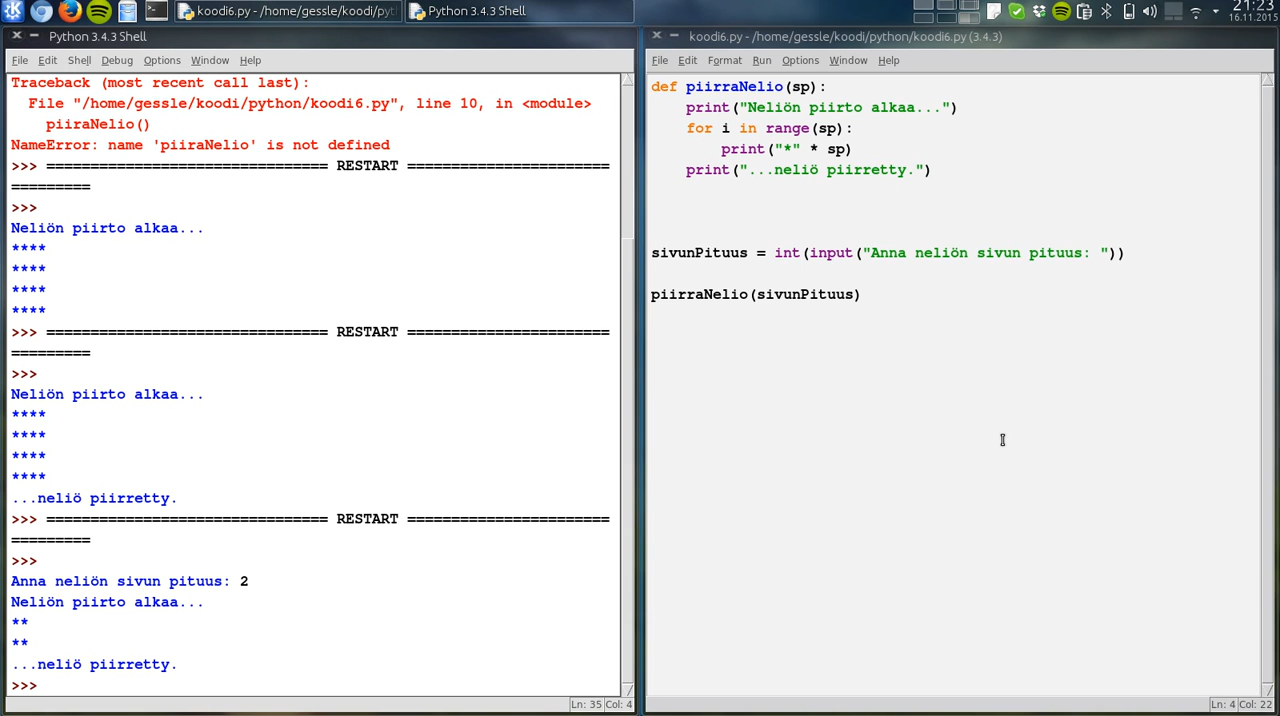 koodi6.py - /home/gessle/koodi/pyt
Python 3.4.3 Shell
21:23
16.11.2015
Python 3.4.3 Shell
File Edit Shell Debug Options Window Help
Traceback (most recent call last):
  File "/home/gessle/koodi/python/koodi6.py", line 10, in <module>
    piiraNelio()
NameError: name 'piiraNelio' is not defined
>>> ================================ RESTART =======================
=========
>>>
Neliön piirto alkaa...
****
****
****
****
>>> ================================ RESTART =======================
=========
>>>
Neliön piirto alkaa...
****
****
****
****
...neliö piirretty.
>>> ================================ RESTART =======================
=========
>>>
Anna neliön sivun pituus: 2
Neliön piirto alkaa...
**
**
...neliö piirretty.
>>>
Ln: 35 Col: 4
koodi6.py - /home/gessle/koodi/python/koodi6.py (3.4.3)
File Edit Format Run Options Window Help
def piirraNelio(sp):
    print("Neliön piirto alkaa...")
    for i in range(sp):
        print("*" * sp)
    print("...neliö piirretty.")
sivunPituus = int(input("Anna neliön sivun pituus: "))
piirraNelio(sivunPituus)
Ln: 4 Col: 22